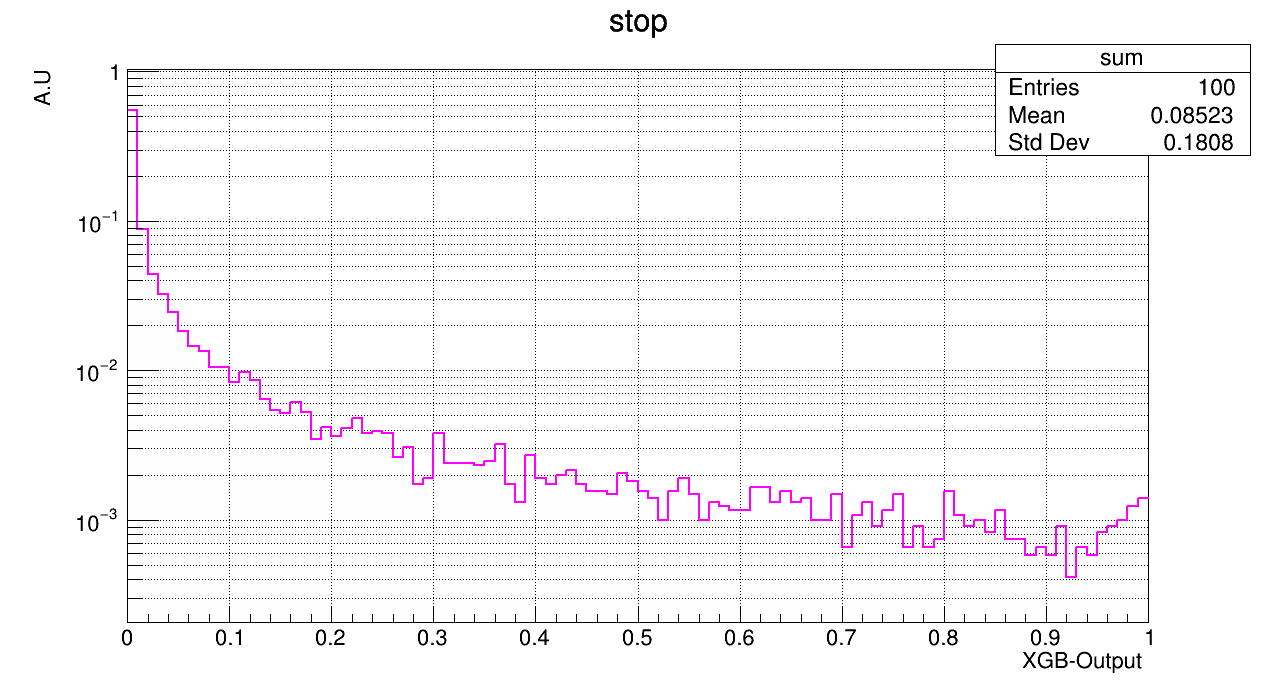 stop
A.U
sum
Entries 100
Mean 0.08523
Std Dev 0.1808
1
10⁻¹
10⁻²
10⁻³
0 0.1 0.2 0.3 0.4 0.5 0.6 0.7 0.8 0.9 1
XGB-Output